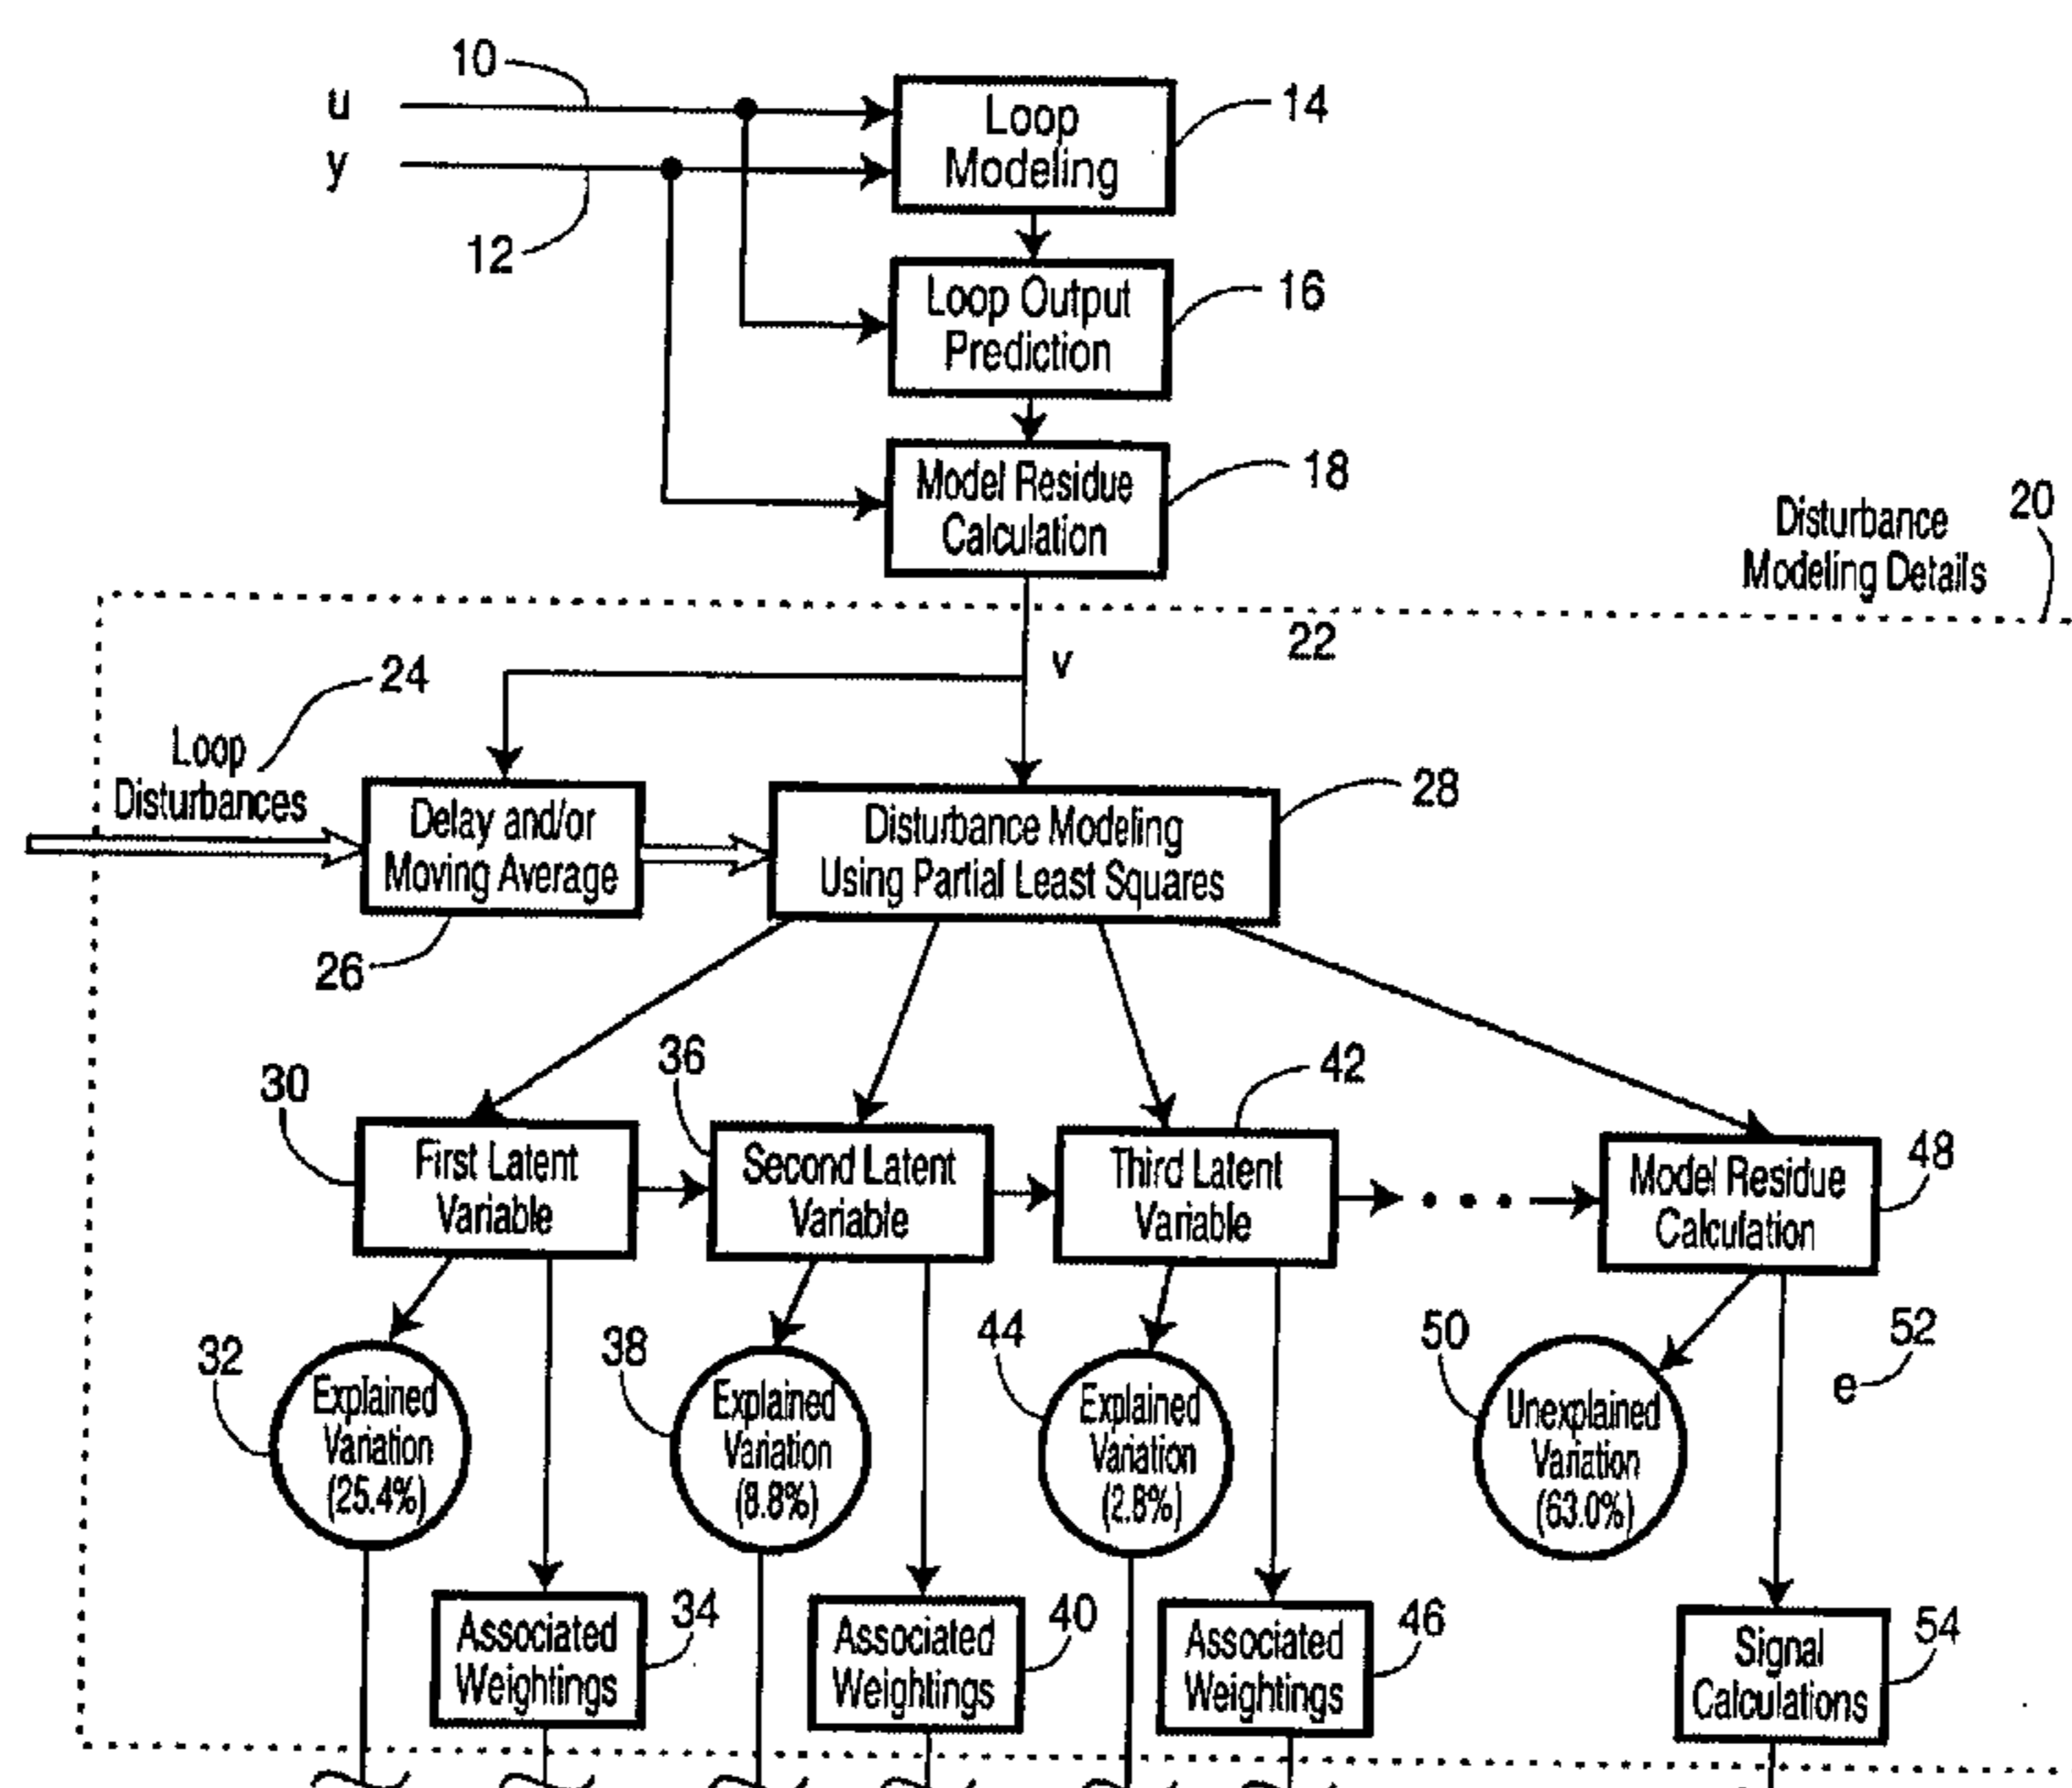 10
u
Loop
Modeling
14
y
12
Loop Output
Prediction
16
Model Residue
Calculation
18
Disturbance
Modeling Details
20
22
v
24
Loop
Disturbances
Delay and/or
Moving Average
26
Disturbance Modeling
Using Partial Least Squares
28
30
First Latent
Variable
36
Second Latent
Variable
42
Third Latent
Variable
Model Residue
Calculation
48
32
Explained
Variation
(25.4%)
38
Explained
Variation
(8.8%)
44
Explained
Variation
(2.8%)
50
Unexplained
Variation
(63.0%)
e
52
Associated
Weightings
34
Associated
Weightings
40
Associated
Weightings
46
Signal
Calculations
54